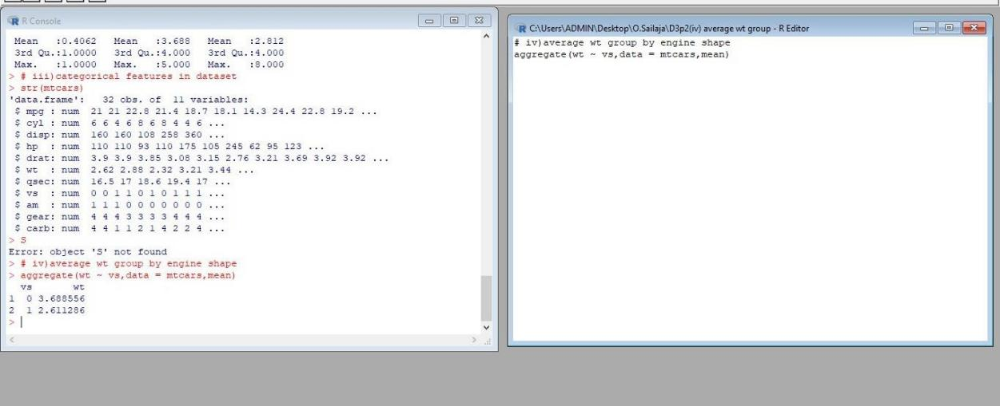 R Console
Mean   :0.4062   Mean   :3.688   Mean   :2.812
3rd Qu.:1.0000   3rd Qu.:4.000   3rd Qu.:4.000
Max.   :1.0000   Max.   :5.000   Max.   :8.000
> # iii)categorical features in dataset
> str(mtcars)
'data.frame':   32 obs. of  11 variables:
$ mpg : num  21 21 22.8 21.4 18.7 18.1 14.3 24.4 22.8 19.2 ...
$ cyl : num  6 6 4 6 8 6 8 4 4 6 ...
$ disp: num  160 160 108 258 360 ...
$ hp  : num  110 110 93 110 175 105 245 62 95 123 ...
$ drat: num  3.9 3.9 3.85 3.08 3.15 2.76 3.21 3.69 3.92 3.92 ...
$ wt  : num  2.62 2.88 2.32 3.21 3.44 ...
$ qsec: num  16.5 17 18.6 19.4 17 ...
$ vs  : num  0 0 1 1 0 1 0 1 1 1 ...
$ am  : num  1 1 1 0 0 0 0 0 0 0 ...
$ gear: num  4 4 4 3 3 3 3 4 4 4 ...
$ carb: num  4 4 1 1 2 1 4 2 2 4 ...
> S
Error: object 'S' not found
> # iv)average wt group by engine shape
> aggregate(wt ~ vs,data = mtcars,mean)
  vs       wt
1  0 3.688556
2  1 2.611286
>
C:\Users\ADMIN\Desktop\O.Sailaja\D3p2(iv) average wt group - R Editor
# iv)average wt group by engine shape
aggregate(wt ~ vs,data = mtcars,mean)